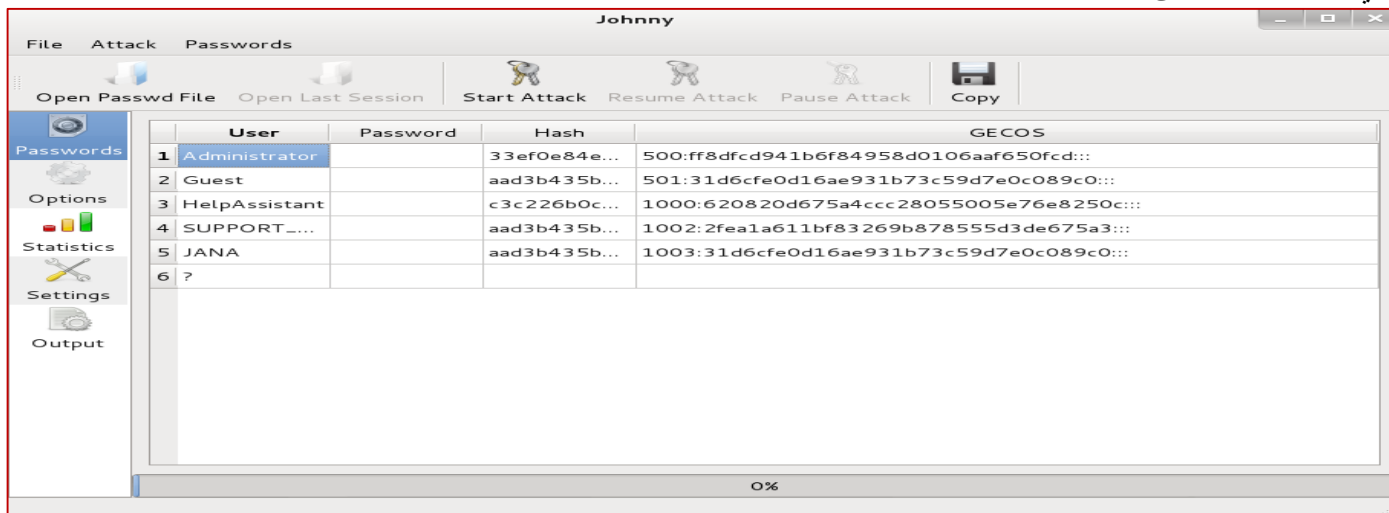 Johnny
File Attack Passwords
Open Passwd File Open Last Session Start Attack Resume Attack Pause Attack Copy
Passwords
Options
Statistics
Settings
Output
User Password Hash GECOS
1 Administrator 33ef0e84e... 500:ff8dfcd941b6f84958d0106aaf650fcd:::
2 Guest aad3b435b... 501:31d6cfe0d16ae931b73c59d7e0c089c0:::
3 HelpAssistant c3c226b0c... 1000:620820d675a4ccc28055005e76e8250c:::
4 SUPPORT_... aad3b435b... 1002:2fea1a611bf83269b878555d3de675a3:::
5 JANA aad3b435b... 1003:31d6cfe0d16ae931b73c59d7e0c089c0:::
6 ?
0%